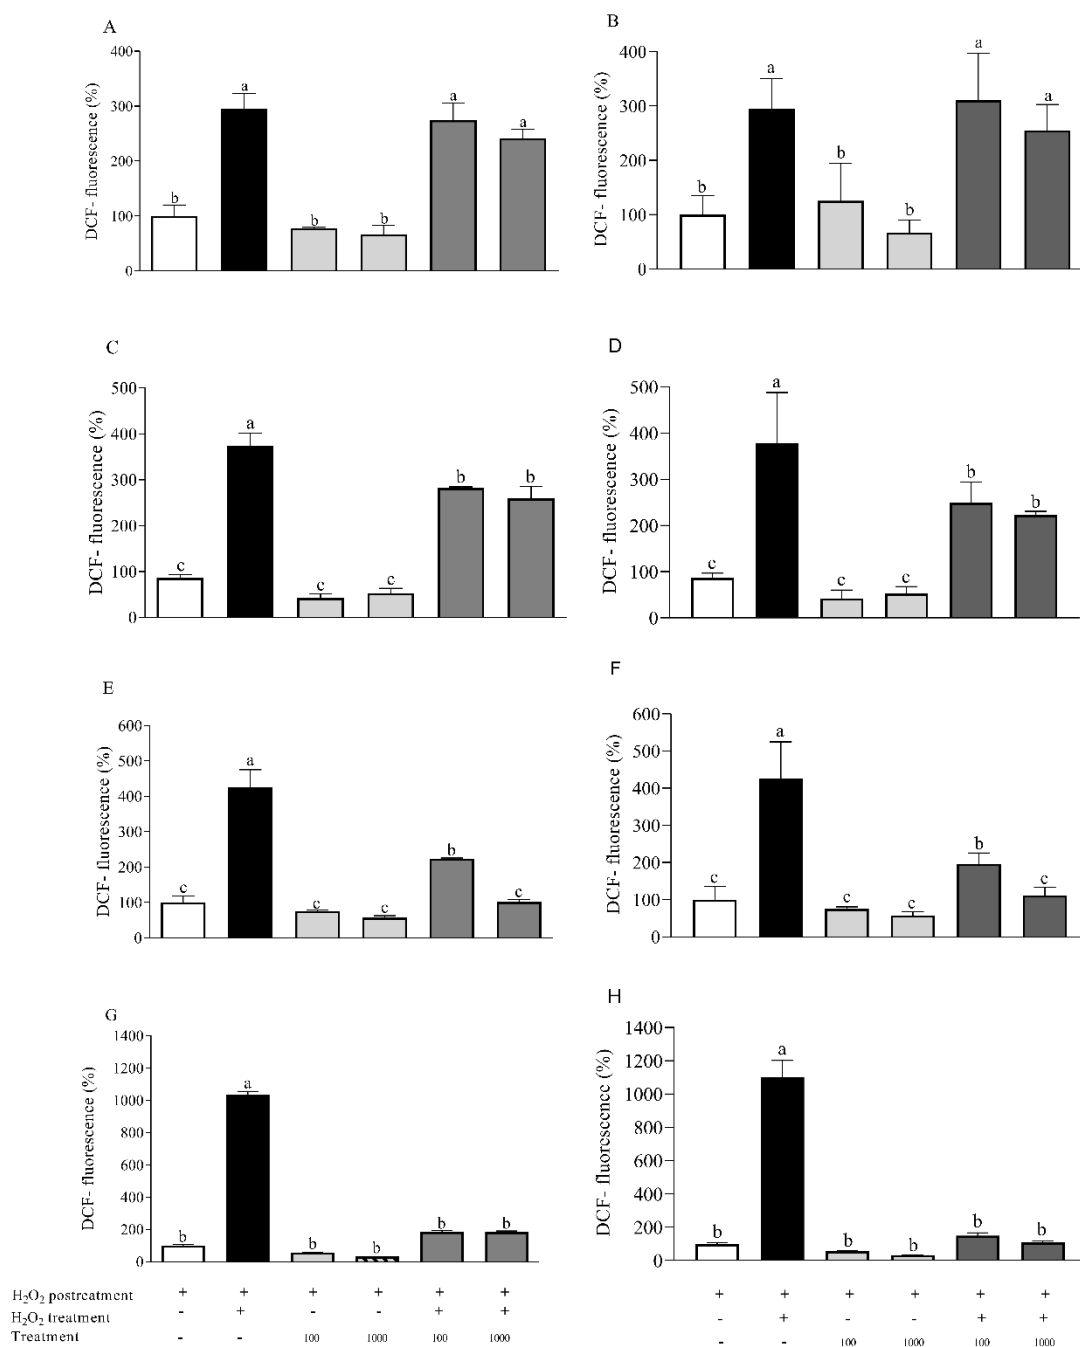 A
DCF- fluorescence (%)
400
300
200
100
0
b
a
b
b
a
a
B
DCF- fluorescence (%)
400
300
200
100
0
b
a
b
b
a
a
C
DCF- fluorescence (%)
500
400
300
200
100
0
c
a
c
c
b
b
D
DCF- fluorescence (%)
500
400
300
200
100
0
c
a
c
c
b
b
E
DCF- fluorescence (%)
600
500
400
300
200
100
0
c
a
c
c
b
c
F
DCF- fluorescence (%)
600
500
400
300
200
100
0
c
a
c
c
b
c
G
DCF- fluorescence (%)
1400
1200
1000
800
600
400
200
0
b
a
b
b
b
b
H
DCF- fluorescence (%)
1400
1200
1000
800
600
400
200
0
b
a
b
b
b
b
H₂O₂ posttreatment + + + + + + + + + + + +
H₂O₂ treatment - + - - + + - + - - + +
Treatment - - 100 1000 100 1000 - - 100 1000 100 1000